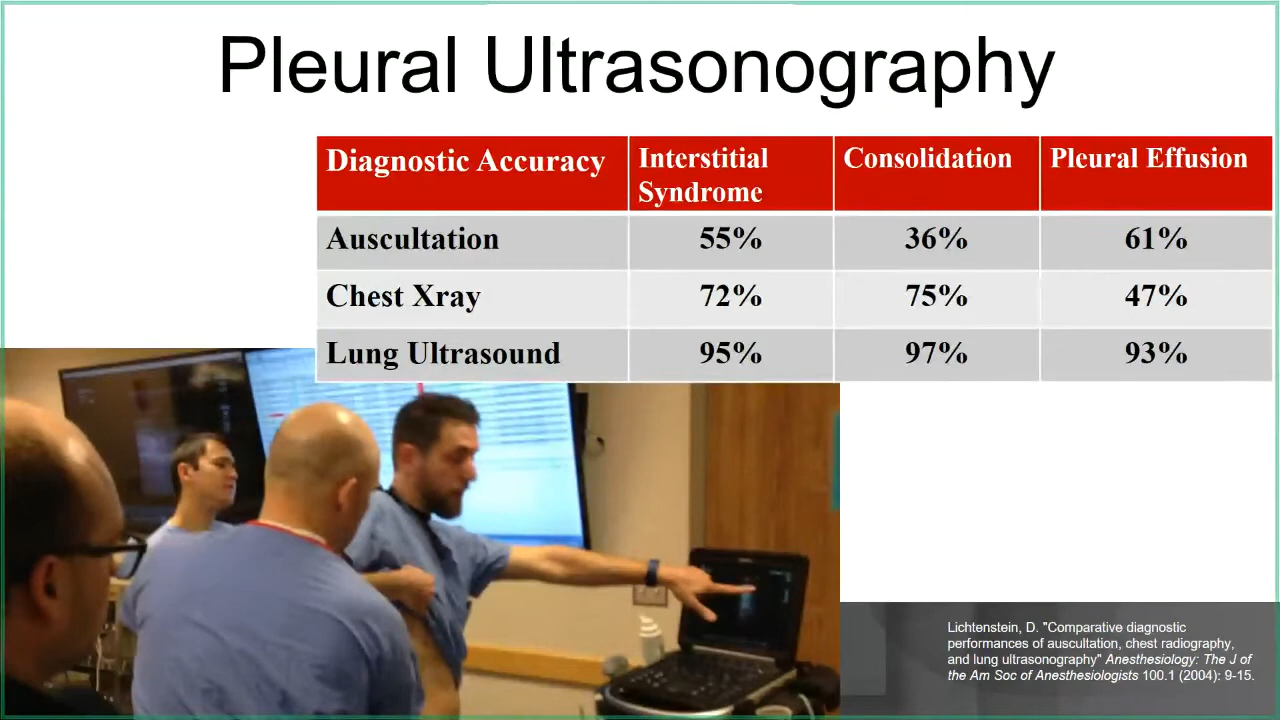 Pleural Ultrasonography
Diagnostic Accuracy Interstitial Syndrome Consolidation Pleural Effusion
Auscultation 55% 36% 61%
Chest Xray 72% 75% 47%
Lung Ultrasound 95% 97% 93%
Lichtenstein, D. "Comparative diagnostic
performances of auscultation, chest radiography,
and lung ultrasonography" Anesthesiology: The J of
the Am Soc of Anesthesiologists 100.1 (2004): 9-15.